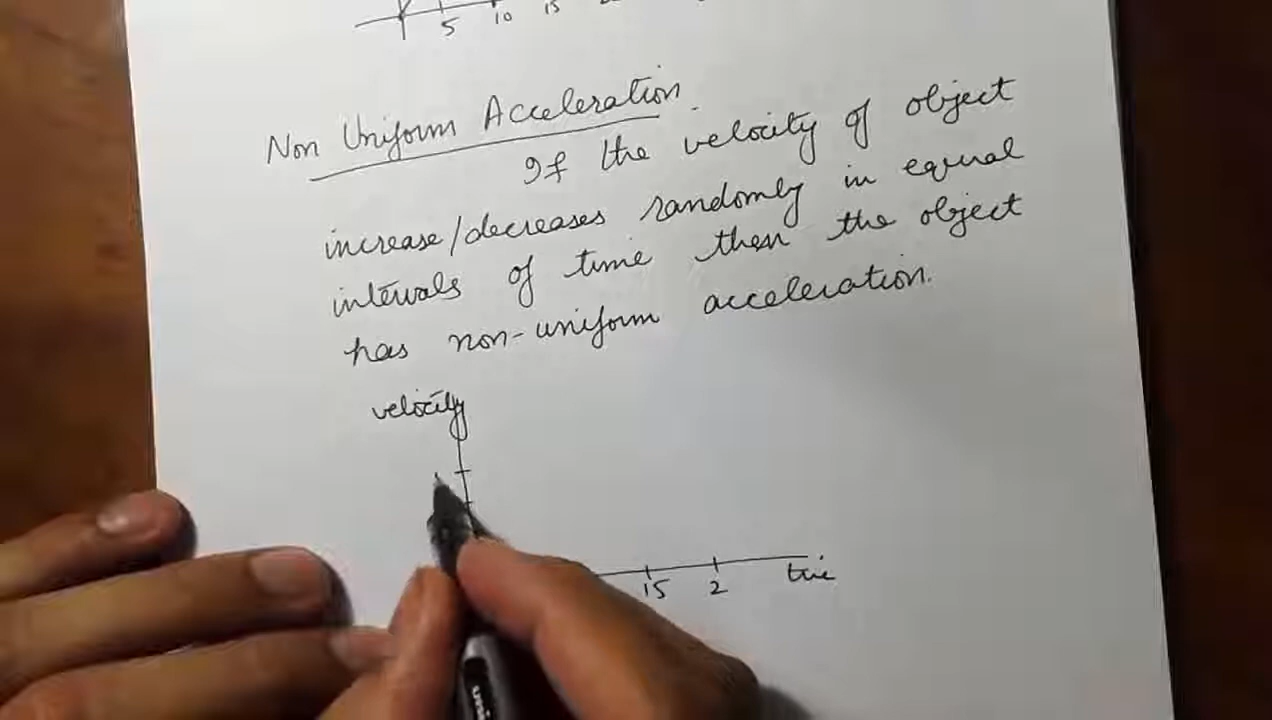 5 10 15
Non Uniform Acceleration.
If the velocity of object
increase/decreases randomly in equal
intervals of time then the object
has non-uniform acceleration.
velocity
15 2 time
uni